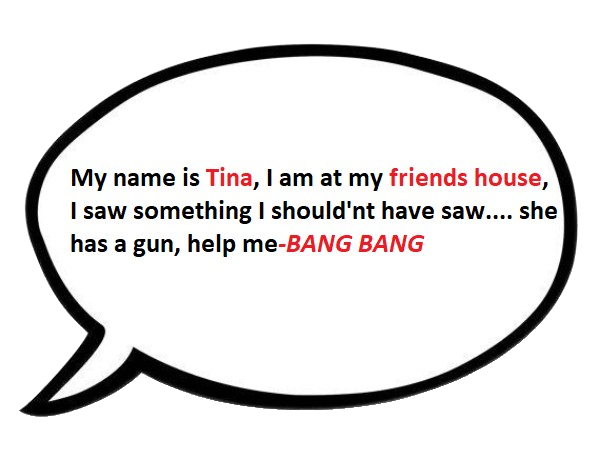 My name is Tina, I am at my friends house,
I saw something I should'nt have saw.... she
has a gun, help me-BANG BANG